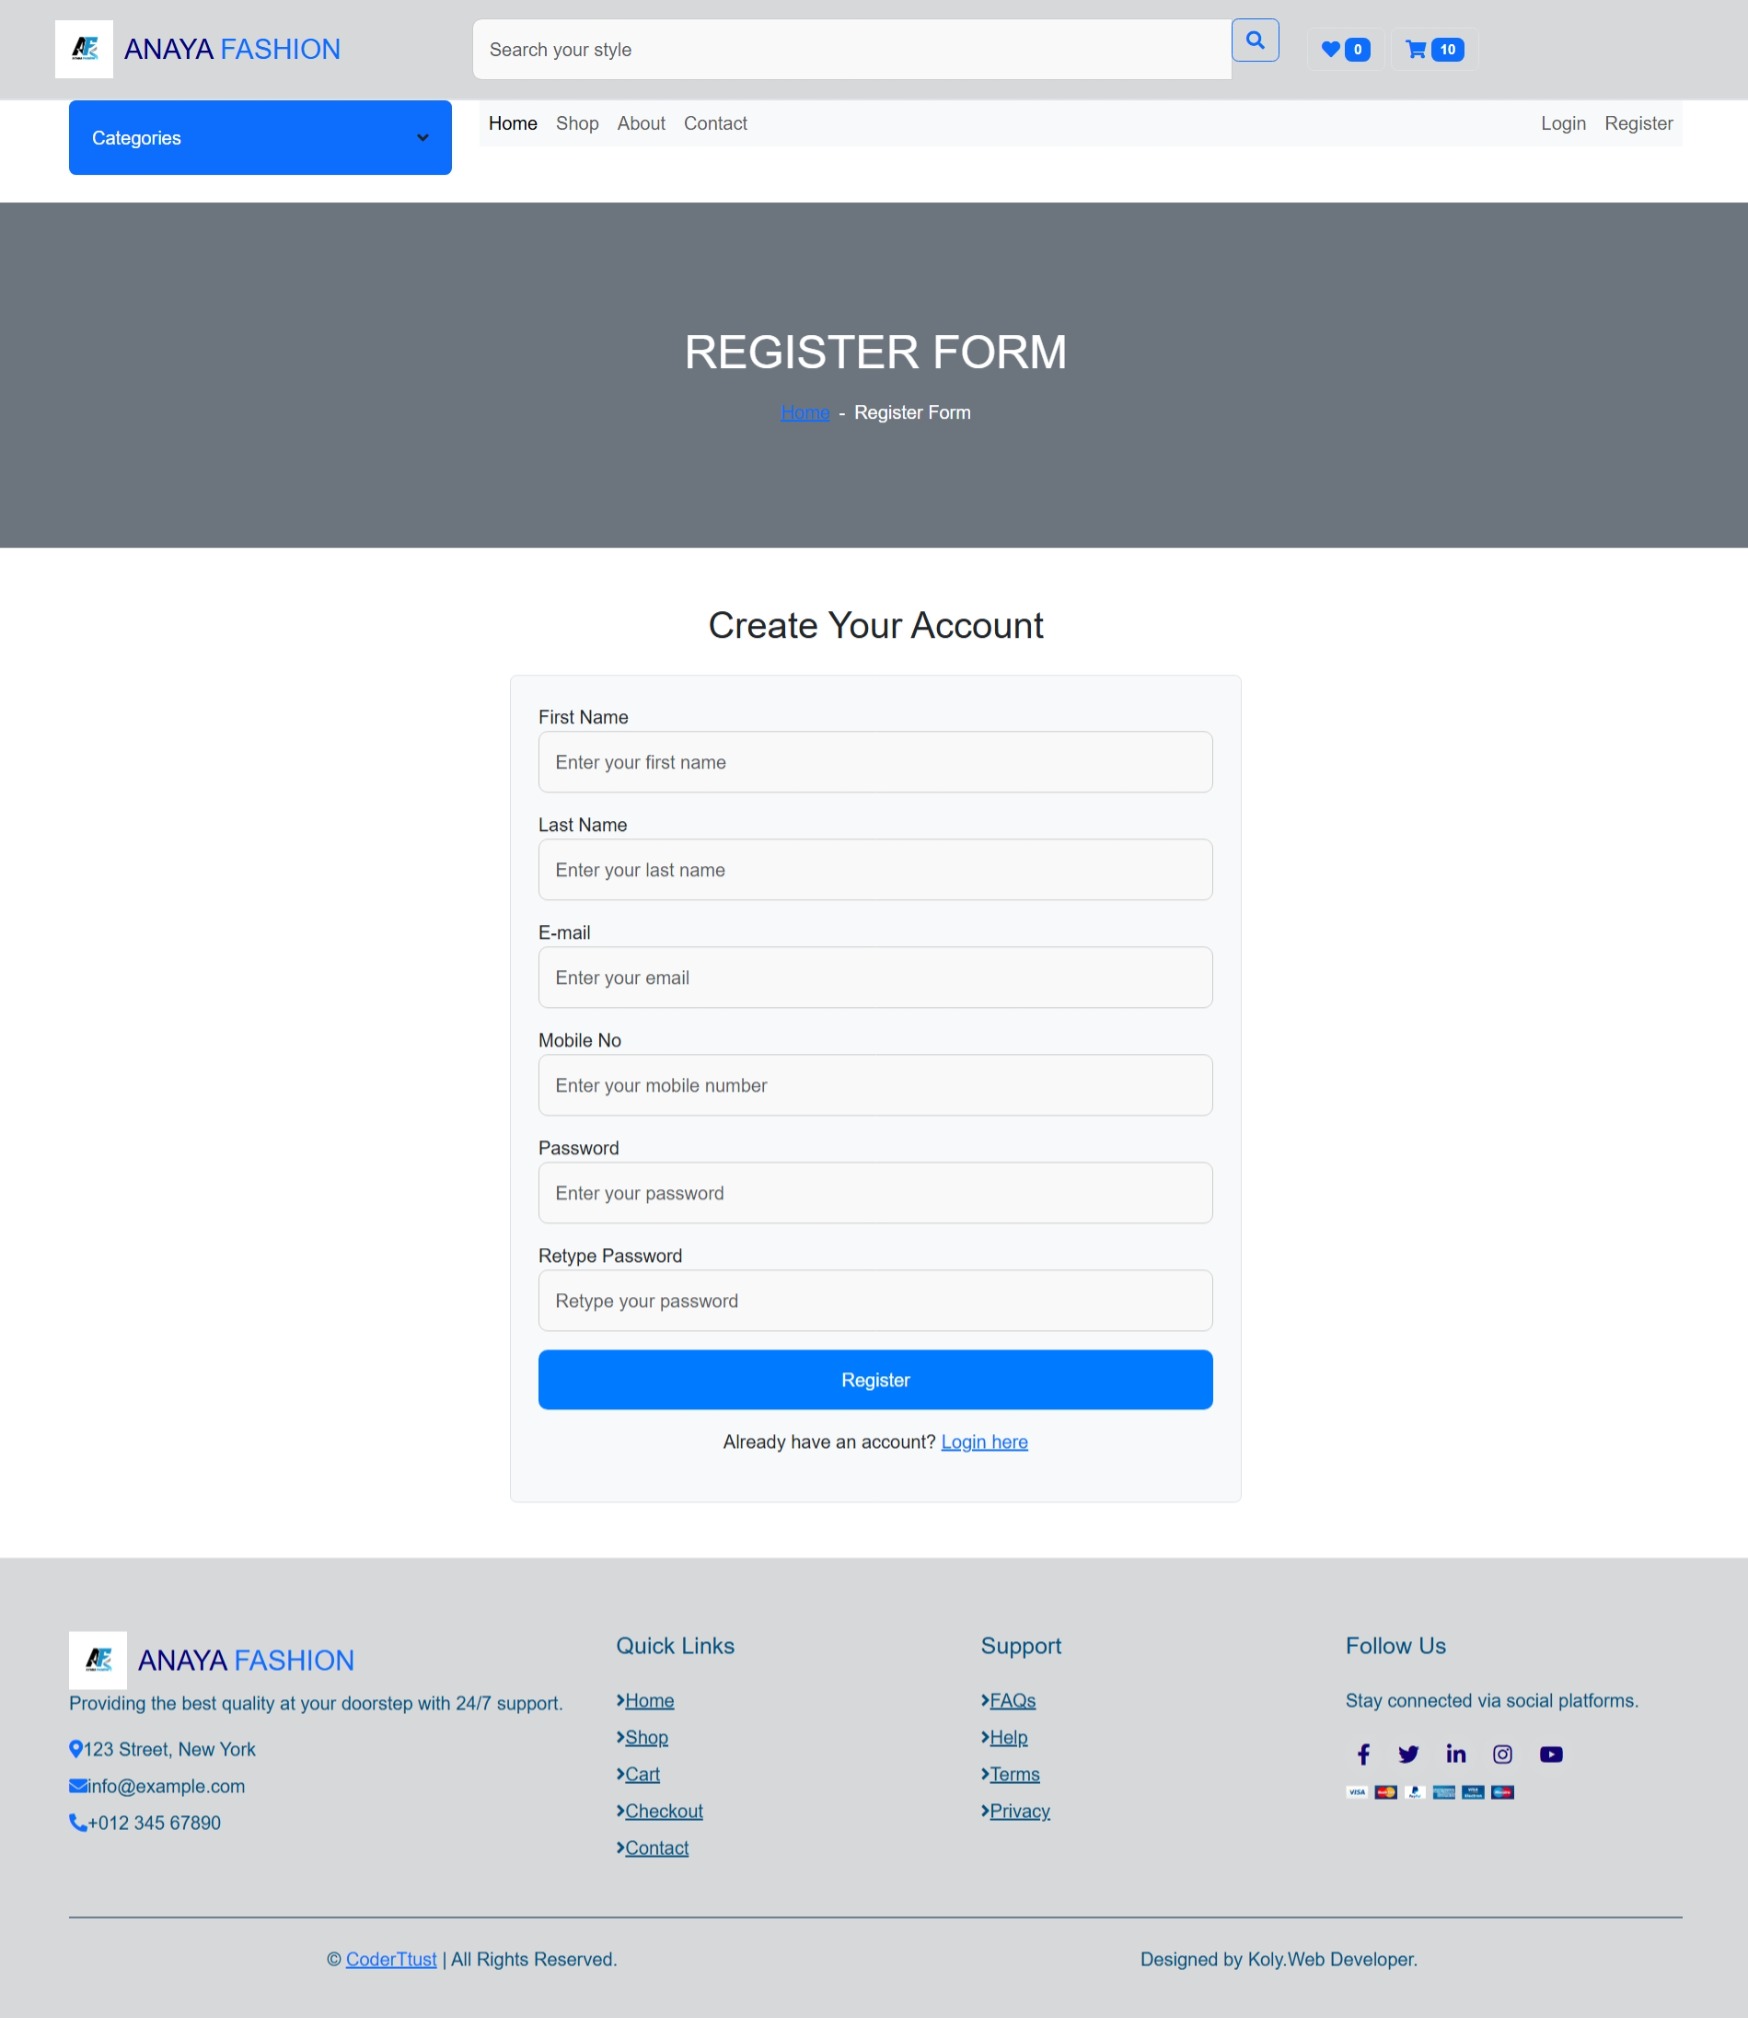 ANAYA FASHION
Search your style
0
10
Categories
Home Shop About Contact
Login Register
REGISTER FORM
Home - Register Form
Create Your Account
First Name
Enter your first name
Last Name
Enter your last name
E-mail
Enter your email
Mobile No
Enter your mobile number
Password
Enter your password
Retype Password
Retype your password
Register
Already have an account? Login here
ANAYA FASHION
Providing the best quality at your doorstep with 24/7 support.
123 Street, New York
info@example.com
+012 345 67890
Quick Links
Home
Shop
Cart
Checkout
Contact
Support
FAQs
Help
Terms
Privacy
Follow Us
Stay connected via social platforms.
VISA
© CoderTtust | All Rights Reserved.
Designed by Koly.Web Developer.